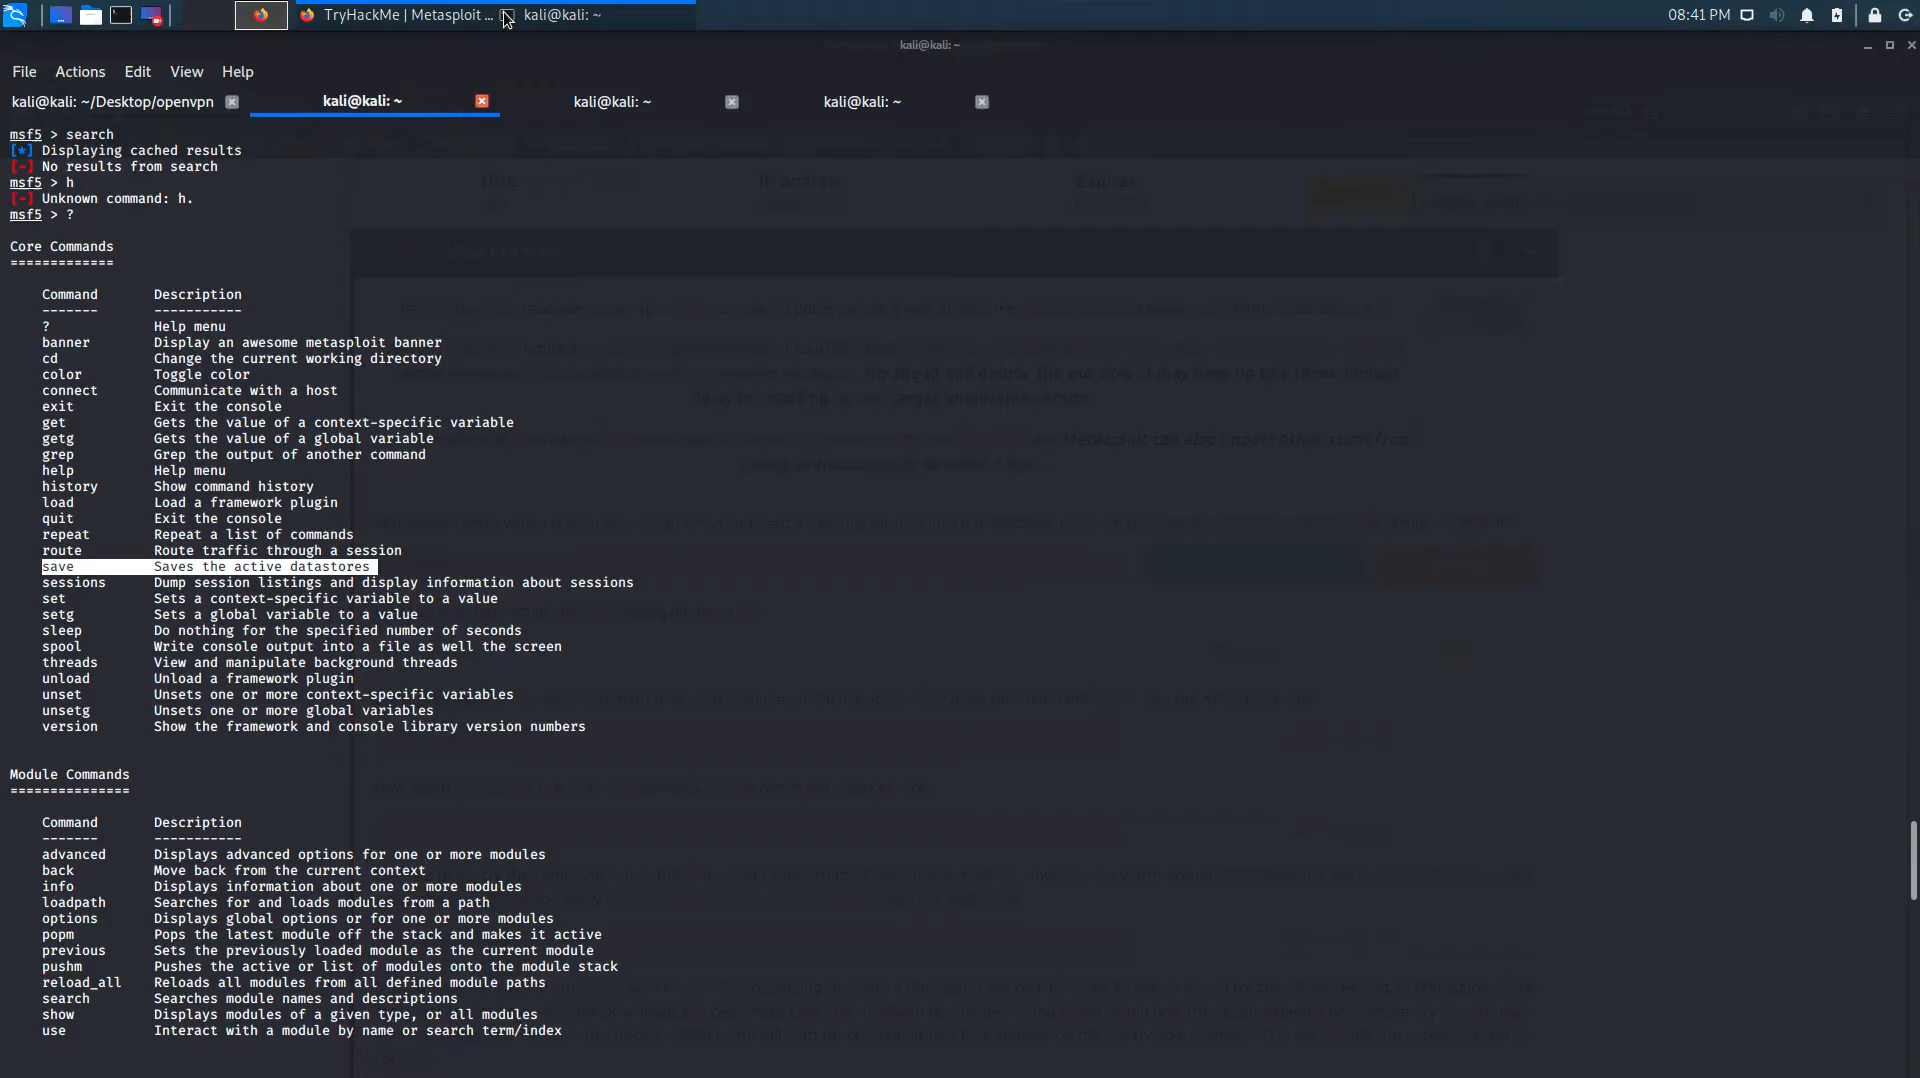 TryHackMe | Metasploit ... kali@kali: ~ 08:41 PM
kali@kali: ~
File Actions Edit View Help
kali@kali: ~/Desktop/openvpn kali@kali: ~ kali@kali: ~ kali@kali: ~
msf5 > search
[*] Displaying cached results
[-] No results from search
msf5 > h
[-] Unknown command: h.
msf5 > ?
Core Commands
=============
Command Description
------- -----------
? Help menu
banner Display an awesome metasploit banner
cd Change the current working directory
color Toggle color
connect Communicate with a host
exit Exit the console
get Gets the value of a context-specific variable
getg Gets the value of a global variable
grep Grep the output of another command
help Help menu
history Show command history
load Load a framework plugin
quit Exit the console
repeat Repeat a list of commands
route Route traffic through a session
save Saves the active datastores
sessions Dump session listings and display information about sessions
set Sets a context-specific variable to a value
setg Sets a global variable to a value
sleep Do nothing for the specified number of seconds
spool Write console output into a file as well the screen
threads View and manipulate background threads
unload Unload a framework plugin
unset Unsets one or more context-specific variables
unsetg Unsets one or more global variables
version Show the framework and console library version numbers
Module Commands
===============
Command Description
------- -----------
advanced Displays advanced options for one or more modules
back Move back from the current context
info Displays information about one or more modules
loadpath Searches for and loads modules from a path
options Displays global options or for one or more modules
popm Pops the latest module off the stack and makes it active
previous Sets the previously loaded module as the current module
pushm Pushes the active or list of modules onto the module stack
reload_all Reloads all modules from all defined module paths
search Searches module names and descriptions
show Displays modules of a given type, or all modules
use Interact with a module by name or search term/index